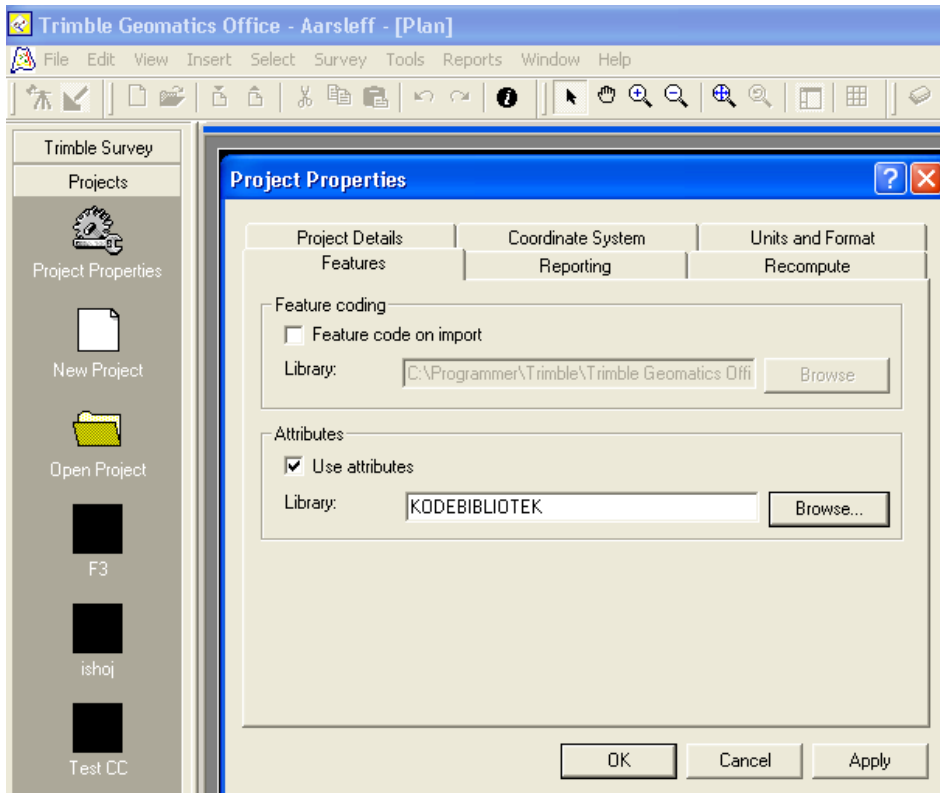 Trimble Geomatics Office - Aarsleff - [Plan]
File Edit View Insert Select Survey Tools Reports Window Help
Trimble Survey
Projects
Project Properties
New Project
Open Project
F3
ishoj
Test CC
Project Properties
Project Details Coordinate System Units and Format
Features Reporting Recompute
Feature coding
Feature code on import
Library: C:\Programmer\Trimble\Trimble Geomatics Offi Browse
Attributes
Use attributes
Library: KODEBIBLIOTEK Browse...
OK Cancel Apply